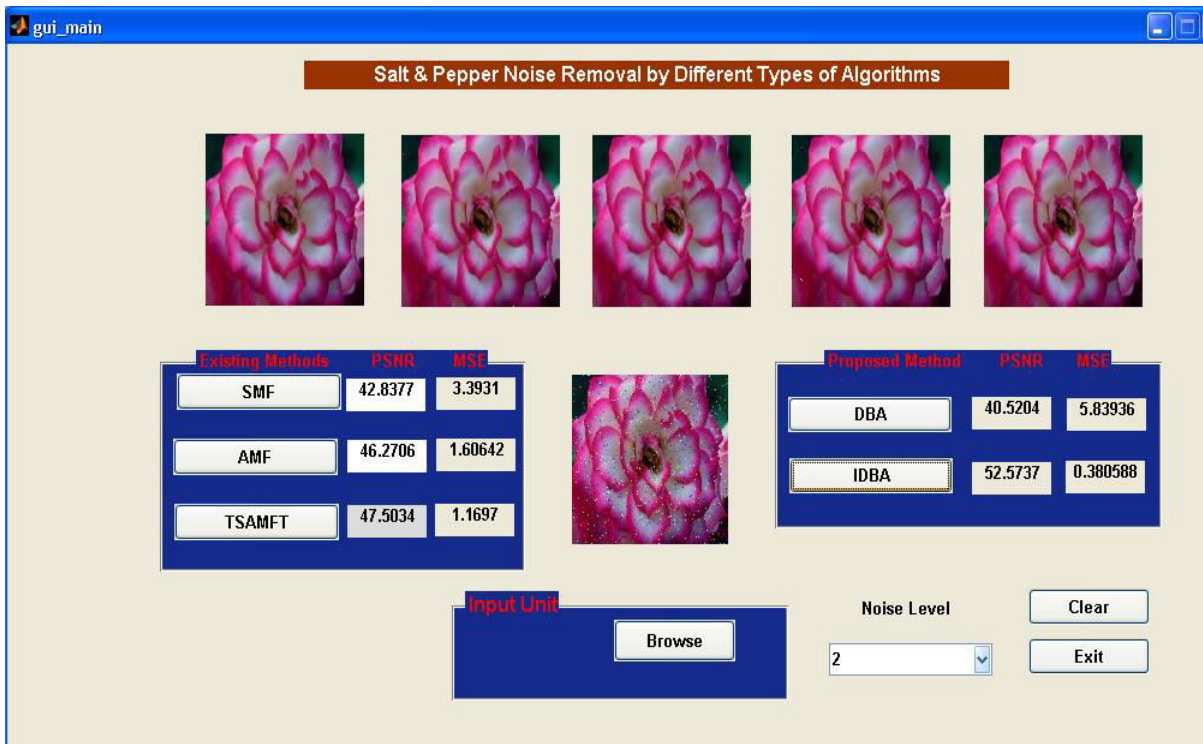 gui_main
Salt & Pepper Noise Removal by Different Types of Algorithms
Existing Methods PSNR MSE
SMF 42.8377 3.3931
AMF 46.2706 1.60642
TSAMFT 47.5034 1.1697
Proposed Method PSNR MSE
DBA 40.5204 5.83936
IDBA 52.5737 0.380588
Input Unit
Browse
Noise Level
2
Clear
Exit